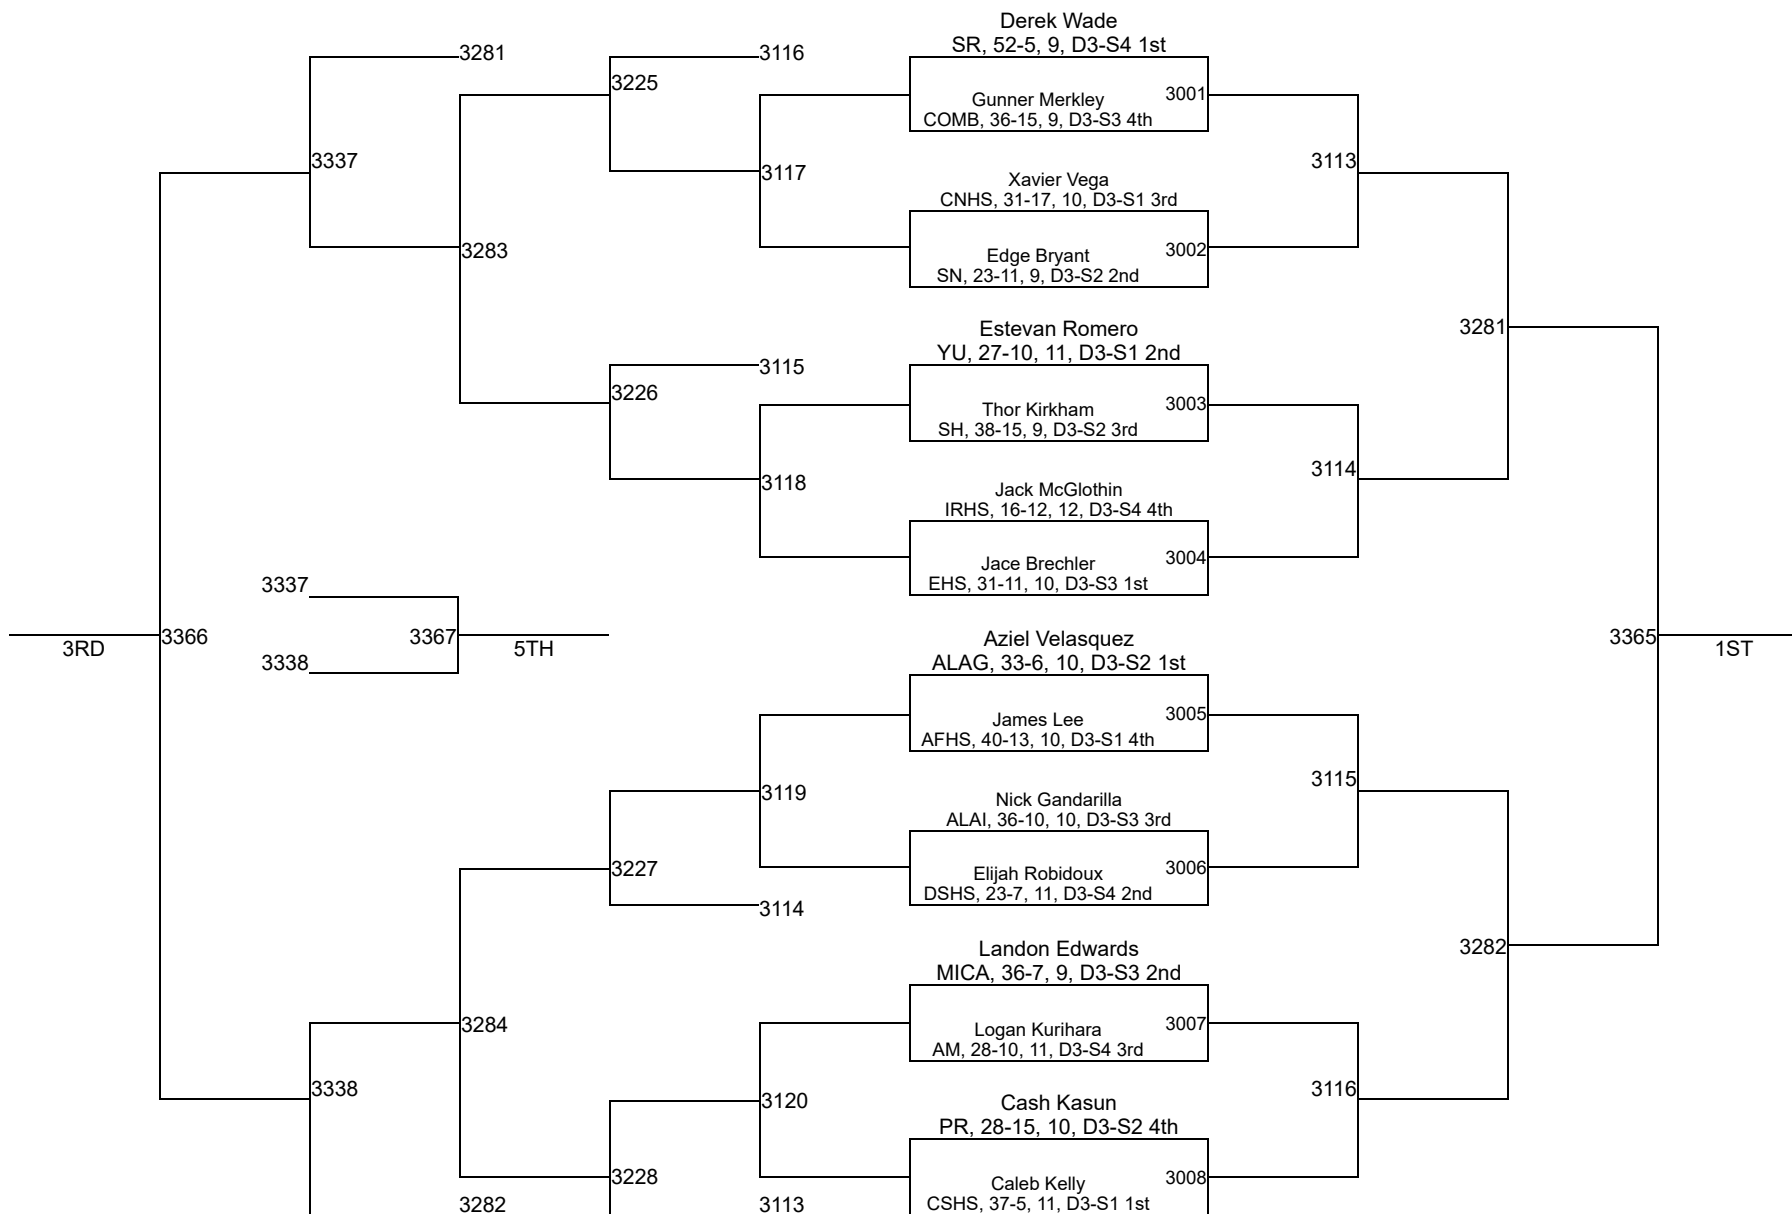 Derek Wade
SR, 52-5, 9, D3-S4 1st
3281
3116
3225
Gunner Merkley
3001
COMB, 36-15, 9, D3-S3 4th
3337
3117
3113
Xavier Vega
CNHS, 31-17, 10, D3-S1 3rd
3283
Edge Bryant
3002
SN, 23-11, 9, D3-S2 2nd
Estevan Romero
3281
YU, 27-10, 11, D3-S1 2nd
3115
3226
Thor Kirkham
3003
SH, 38-15, 9, D3-S2 3rd
3118
3114
Jack McGlothin
IRHS, 16-12, 12, D3-S4 4th
Jace Brechler
3004
EHS, 31-11, 10, D3-S3 1st
3337
3366
3367
3365
3RD
5TH
1ST
3338
Aziel Velasquez
ALAG, 33-6, 10, D3-S2 1st
James Lee
3005
AFHS, 40-13, 10, D3-S1 4th
3119
3115
Nick Gandarilla
ALAI, 36-10, 10, D3-S3 3rd
3227
Elijah Robidoux
3006
DSHS, 23-7, 11, D3-S4 2nd
3114
Landon Edwards
3282
MICA, 36-7, 9, D3-S3 2nd
3284
Logan Kurihara
3007
AM, 28-10, 11, D3-S4 3rd
3338
3120
3116
Cash Kasun
PR, 28-15, 10, D3-S2 4th
3228
Caleb Kelly
3008
3282
3113
CSHS, 37-5, 11, D3-S1 1st